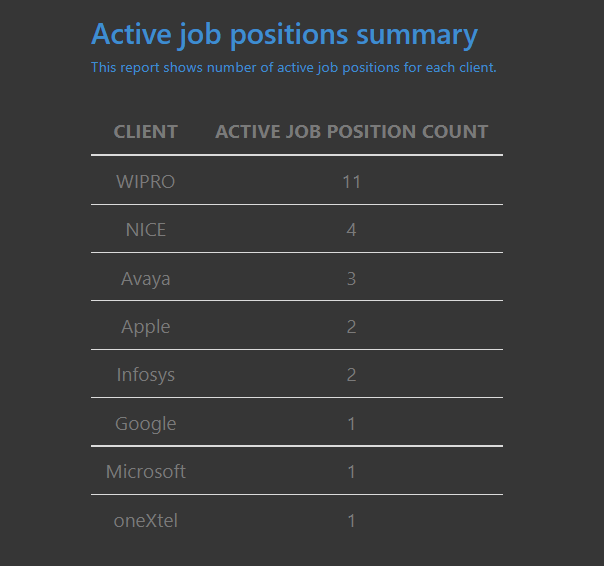 Active job positions summary
This report shows number of active job positions for each client.
CLIENT ACTIVE JOB POSITION COUNT
WIPRO 11
NICE 4
Avaya 3
Apple 2
Infosys 2
Google 1
Microsoft 1
oneXtel 1